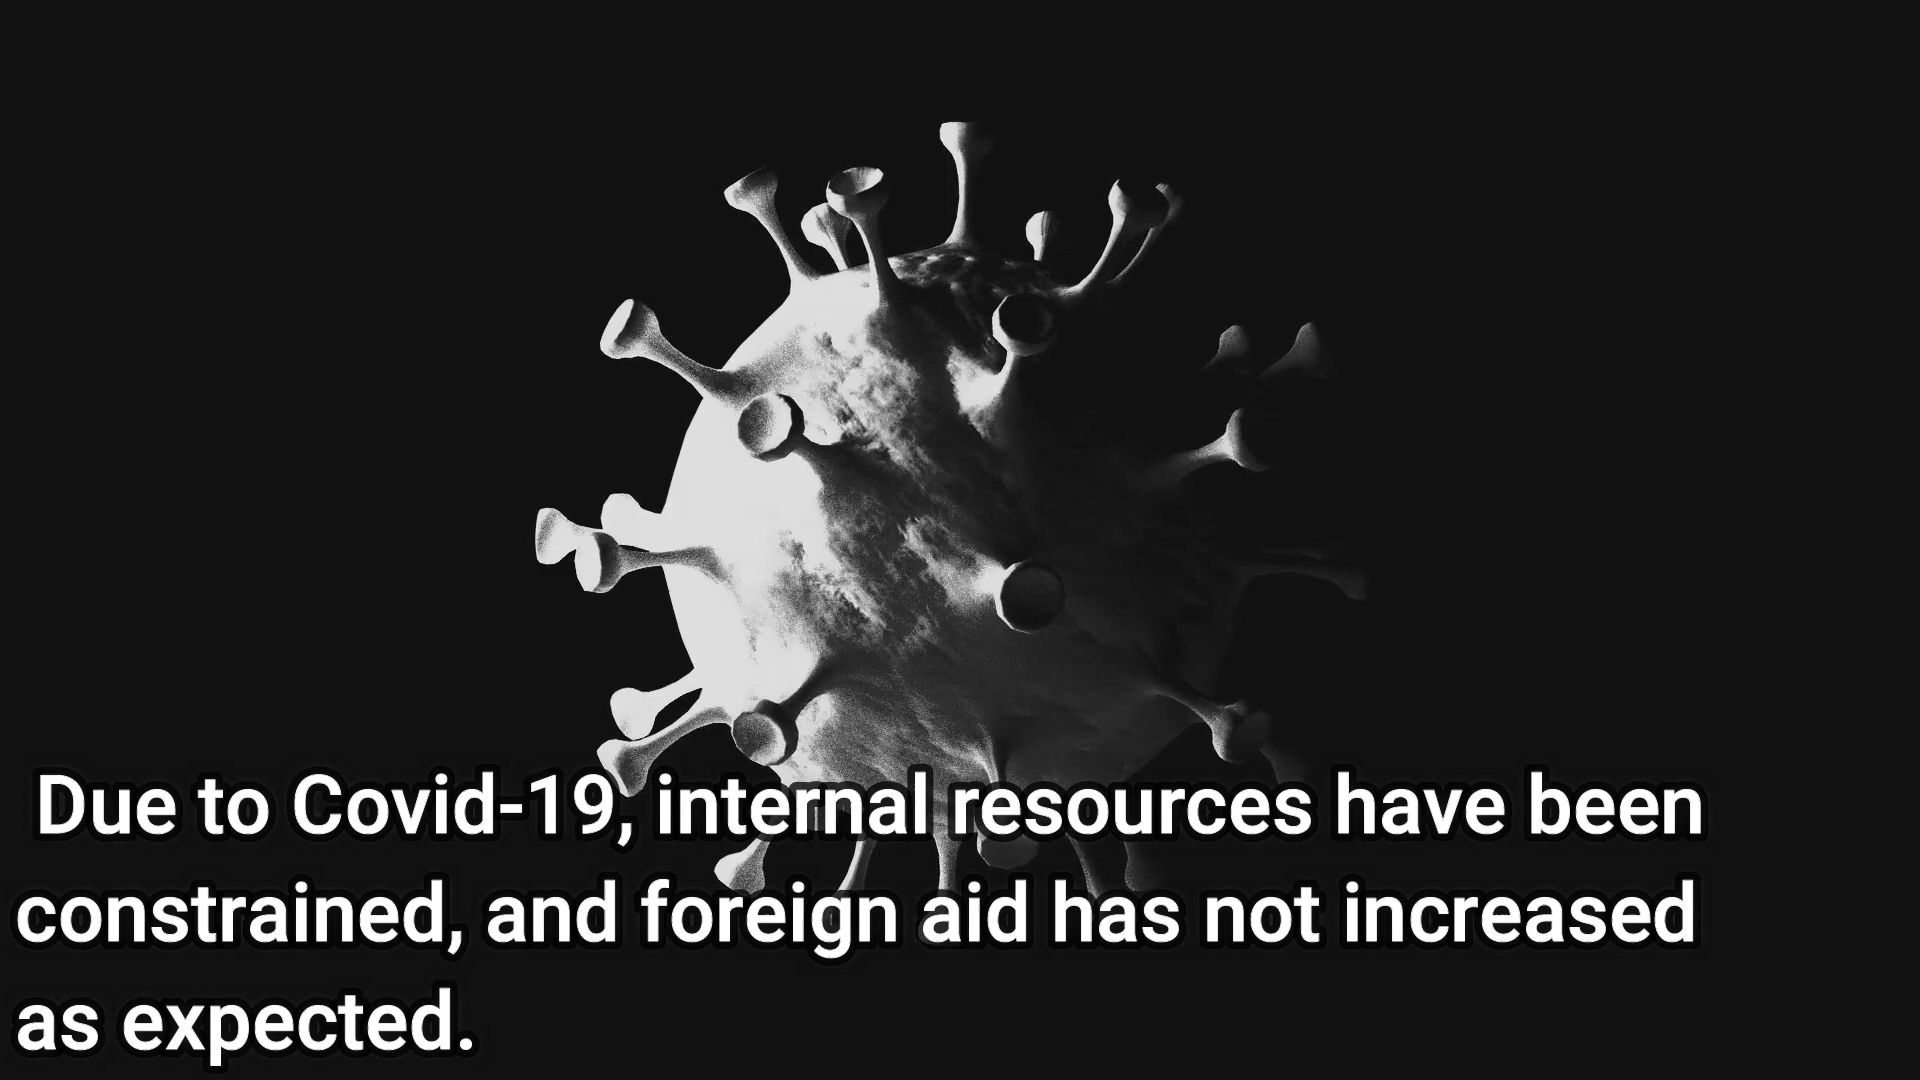 Due to Covid-19, internal resources have been
constrained, and foreign aid has not increased
as expected.